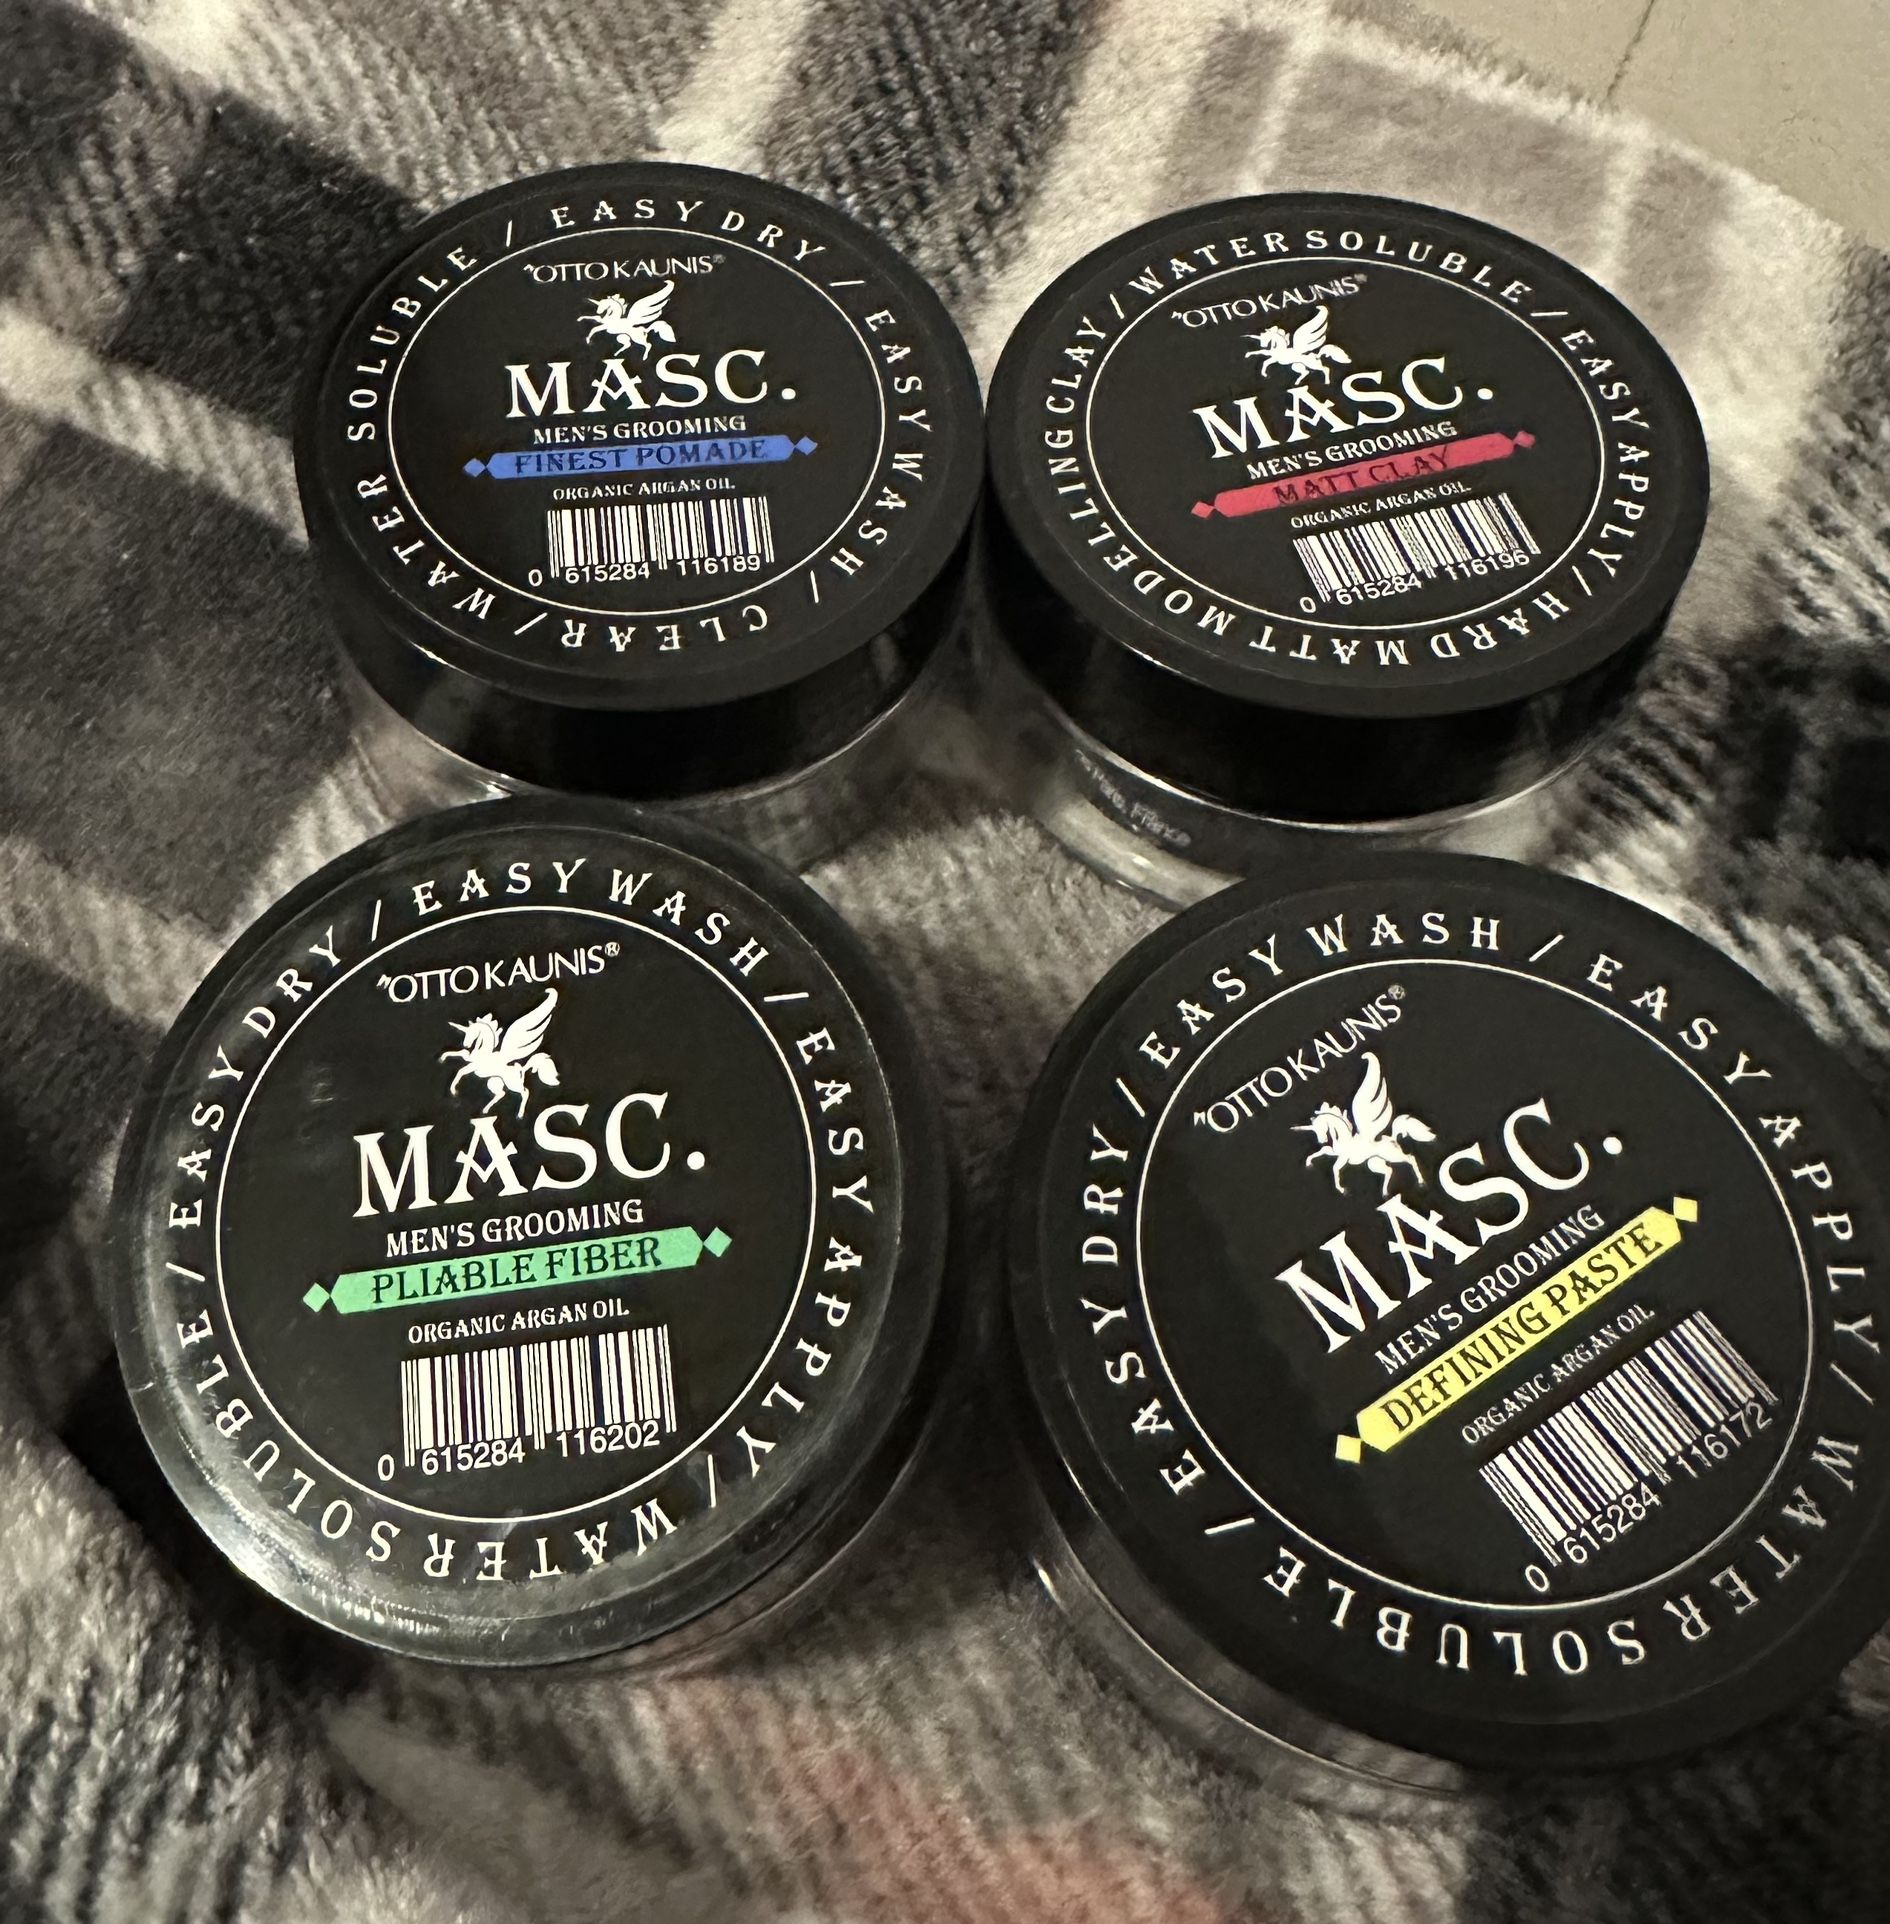 WATER SOLUBLE / EASY DRY / EASY WASH / CLEAR /
"OTTO KAUNIS®
MASC.
MEN'S GROOMING
FINEST POMADE
ORGANIC ARGAN OIL
0 615284 116189
HARD MATT MODELLING CLAY / WATER SOLUBLE / EASY APPLY /
"OTTO KAUNIS®
MASC.
MEN'S GROOMING
MATT CLAY
ORGANIC ARGAN OIL
0 615284 116196
EASY DRY / EASY WASH / EASY APPLY / WATER SOLUBLE /
"OTTO KAUNIS®
MASC.
MEN'S GROOMING
PLIABLE FIBER
ORGANIC ARGAN OIL
0 615284 116202
EASY DRY / EASY WASH / EASY APPLY / WATER SOLUBLE /
"OTTO KAUNIS®
MASC.
MEN'S GROOMING
DEFINING PASTE
ORGANIC ARGAN OIL
0 615284 116172